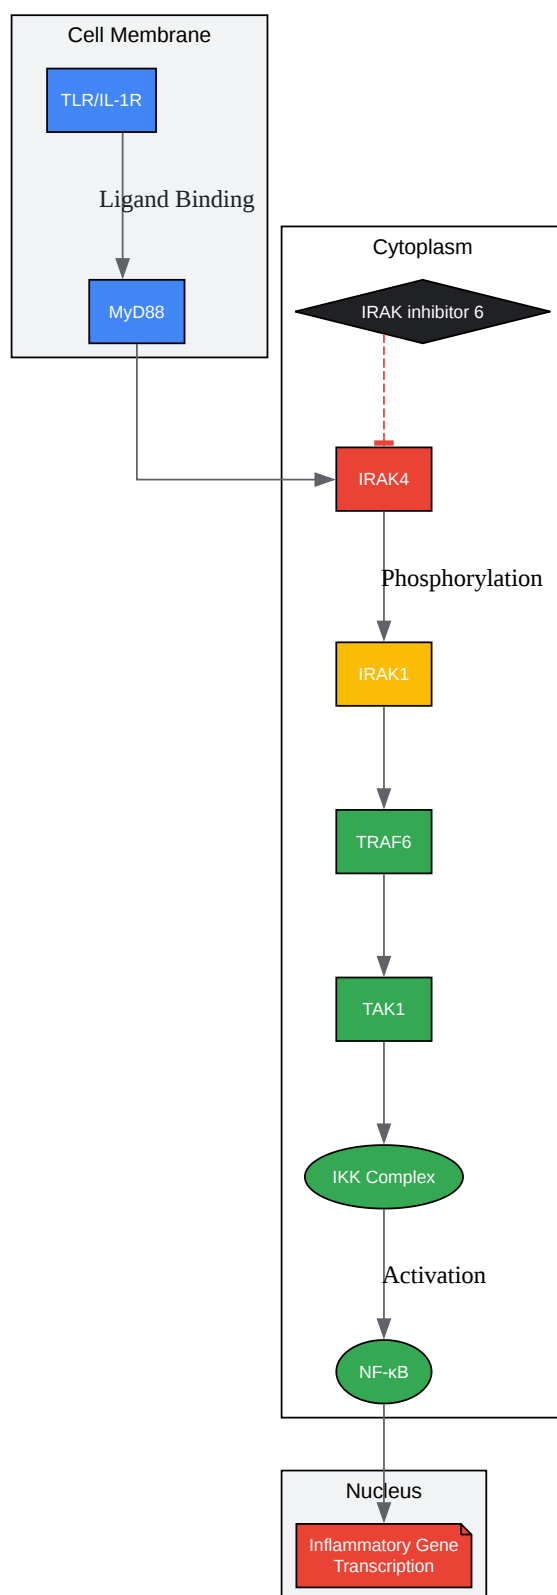 Cell Membrane
TLR/IL-1R
Ligand Binding
MyD88
Cytoplasm
IRAK inhibitor 6
IRAK4
Phosphorylation
IRAK1
TRAF6
TAK1
IKK Complex
Activation
NF-κB
Nucleus
Inflammatory Gene
Transcription